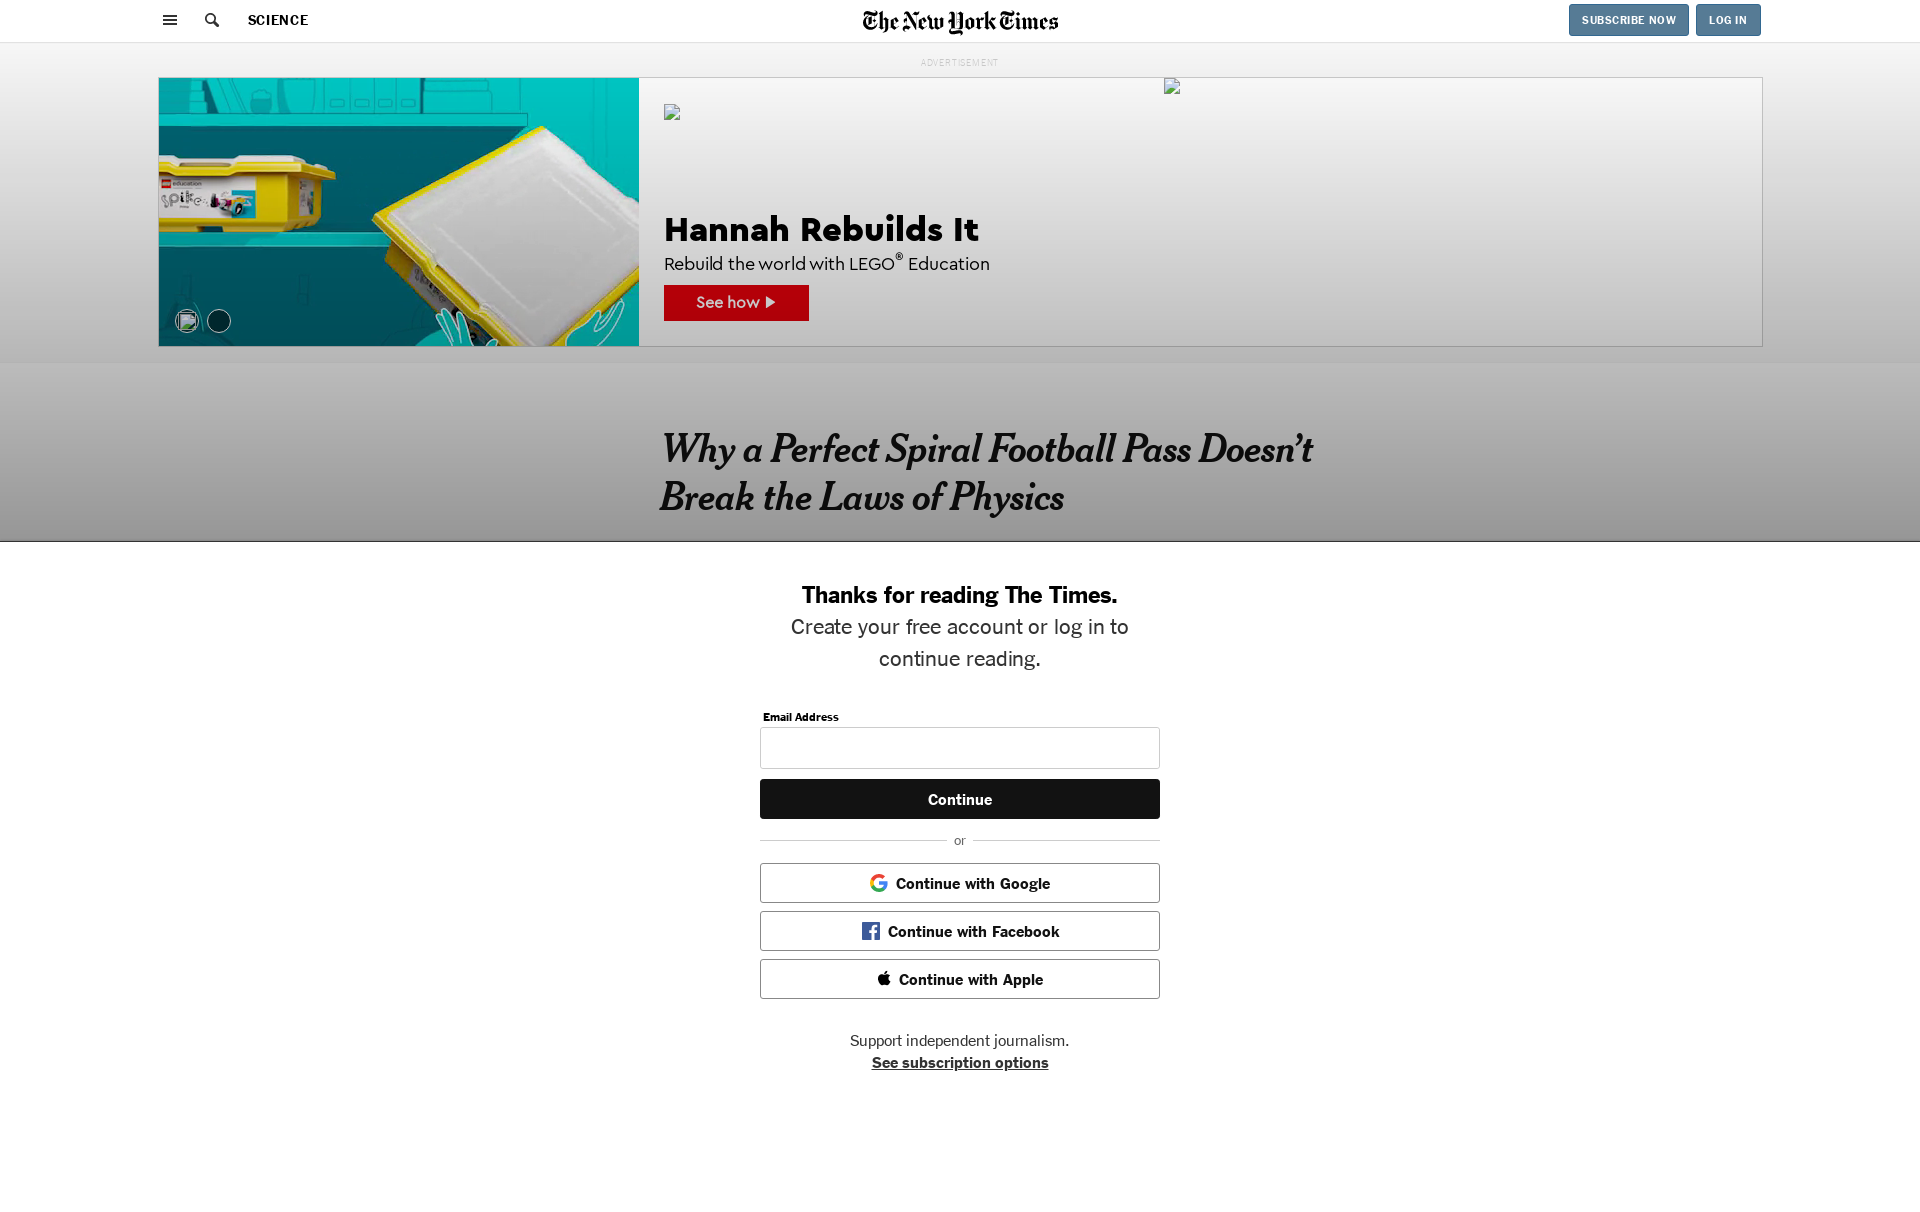 SCIENCE
The New York Times
SUBSCRIBE NOW
LOG IN
ADVERTISEMENT
education
spike
Hannah Rebuilds It
Rebuild the world with LEGO® Education
See how
Why a Perfect Spiral Football Pass Doesn’t
Break the Laws of Physics
Thanks for reading The Times.
Create your free account or log in to
continue reading.
Email Address
Continue
or
Continue with Google
Continue with Facebook
Continue with Apple
Support independent journalism.
See subscription options